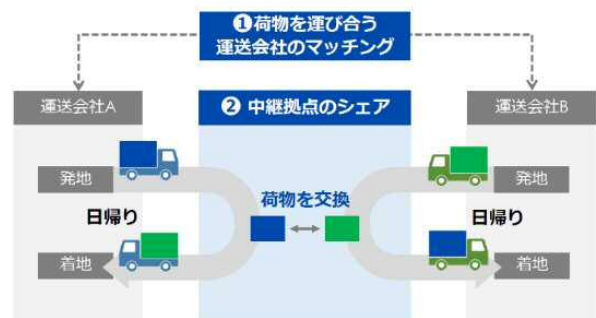 ❶荷物を運び合う
運送会社のマッチング
運送会社A
❷ 中継拠点のシェア
運送会社B
発地
発地
荷物を交換
日帰り
日帰り
着地
着地